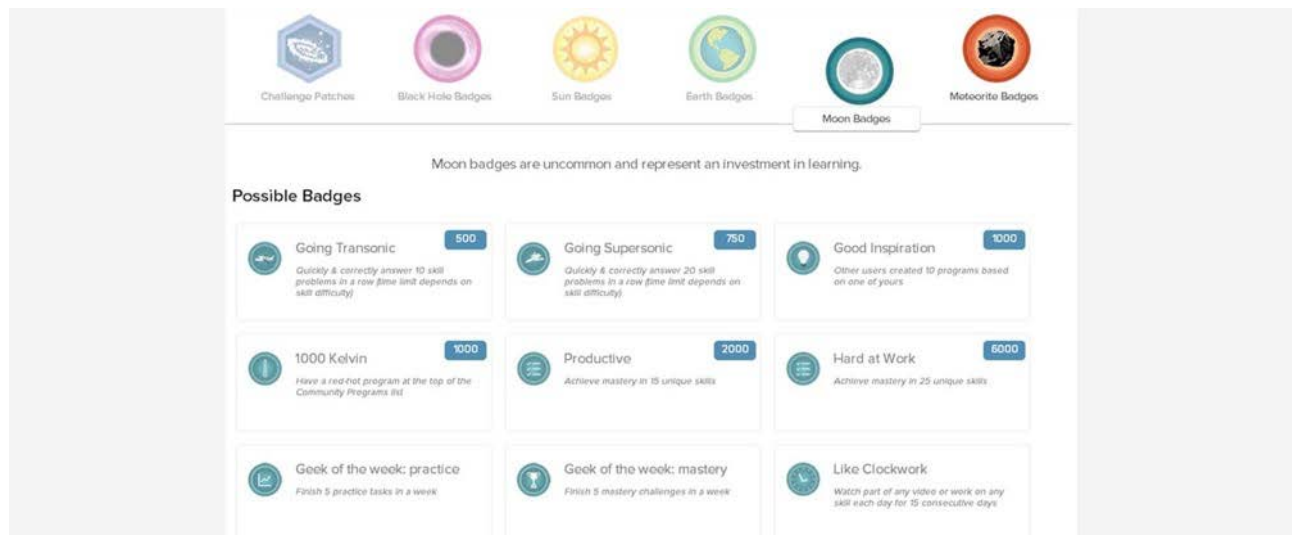 Challenge Patches
Black Hole Badges
Sun Badges
Earth Badges
Moon Badges
Meteorite Badges
Moon badges are uncommon and represent an investment in learning.
Possible Badges
Going Transonic
500
Quickly & correctly answer 10 skill
problems in a row (time limit depends on
skill difficulty)
Going Supersonic
750
Quickly & correctly answer 20 skill
problems in a row (time limit depends on
skill difficulty)
Good Inspiration
1000
Other users created 10 programs based
on one of yours
1000 Kelvin
1000
Have a red-hot program at the top of the
Community Programs list
Productive
2000
Achieve mastery in 15 unique skills
Hard at Work
6000
Achieve mastery in 25 unique skills
Geek of the week: practice
Finish 5 practice tasks in a week
Geek of the week: mastery
Finish 5 mastery challenges in a week
Like Clockwork
Watch part of any video or work on any
skill each day for 15 consecutive days